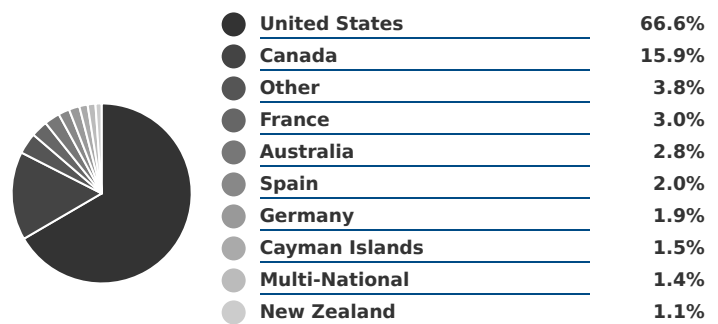 United States 66.6%
Canada 15.9%
Other 3.8%
France 3.0%
Australia 2.8%
Spain 2.0%
Germany 1.9%
Cayman Islands 1.5%
Multi-National 1.4%
New Zealand 1.1%